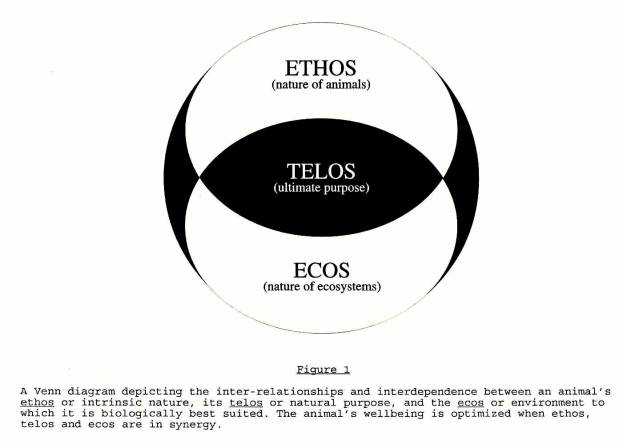 ETHOS
(nature of animals)
TELOS
(ultimate purpose)
ECOS
(nature of ecosystems)
Figure 1
A Venn diagram depicting the inter-relationships and interdependence between an animal's
ethos or intrinsic nature, its telos or natural purpose, and the ecos or environment to
which it is biologically best suited. The animal's wellbeing is optimized when ethos,
telos and ecos are in synergy.